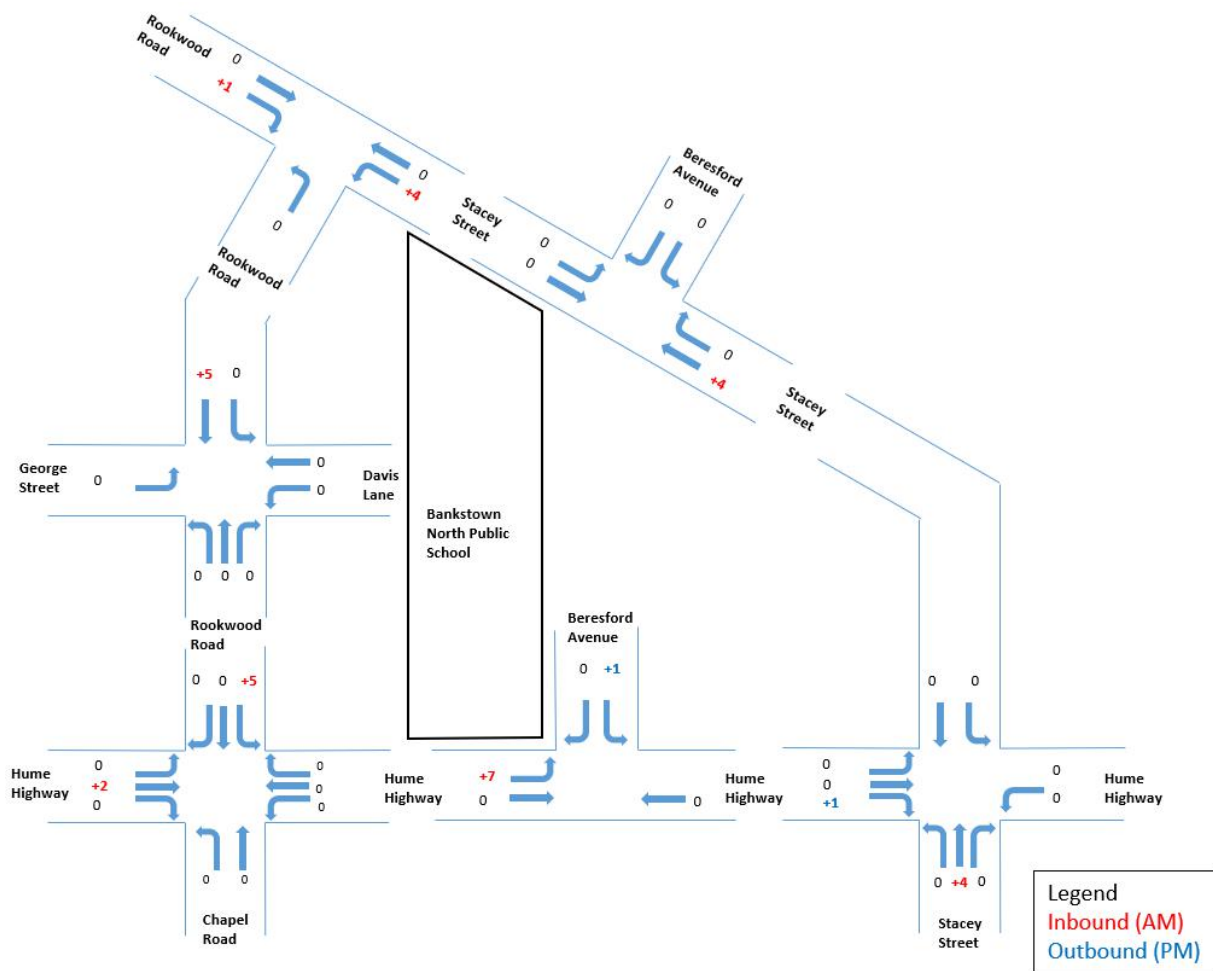 Rookwood
Road
0
+1
0
+4
Stacey
Street
0
0
Beresford
Avenue
0
0
0
+4
Stacey
Street
0
Rookwood
Road
+5
0
George
Street
0
0
0
Davis
Lane
0
0
0
Rookwood
Road
Bankstown
North Public
School
0
0
+5
Beresford
Avenue
0
+1
0
0
Hume
Highway
0
+2
0
0
0
0
Hume
Highway
+7
0
0
Hume
Highway
0
0
+1
0
0
Hume
Highway
0
0
Chapel
Road
0
+4
0
Stacey
Street
Legend
Inbound (AM)
Outbound (PM)